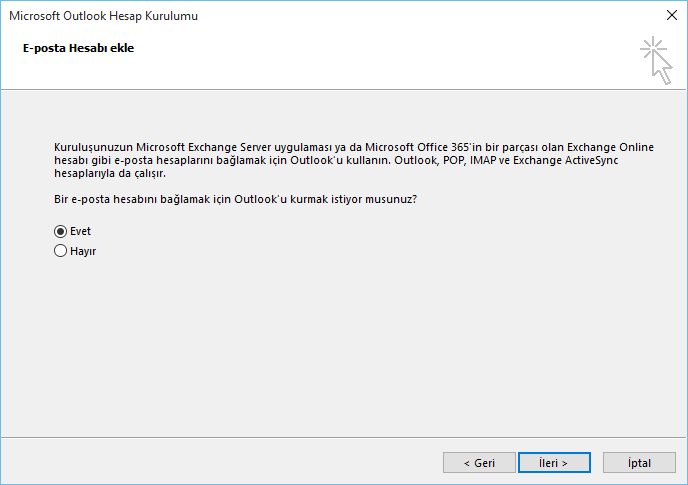 Microsoft Outlook Hesap Kurulumu
E-posta Hesabı ekle
Kuruluşunuzun Microsoft Exchange Server uygulaması ya da Microsoft Office 365'in bir parçası olan Exchange Online
hesabı gibi e-posta hesaplarını bağlamak için Outlook'u kullanın. Outlook, POP, IMAP ve Exchange ActiveSync
hesaplarıyla da çalışır.
Bir e-posta hesabını bağlamak için Outlook'u kurmak istiyor musunuz?
Evet
Hayır
< Geri
İleri >
İptal